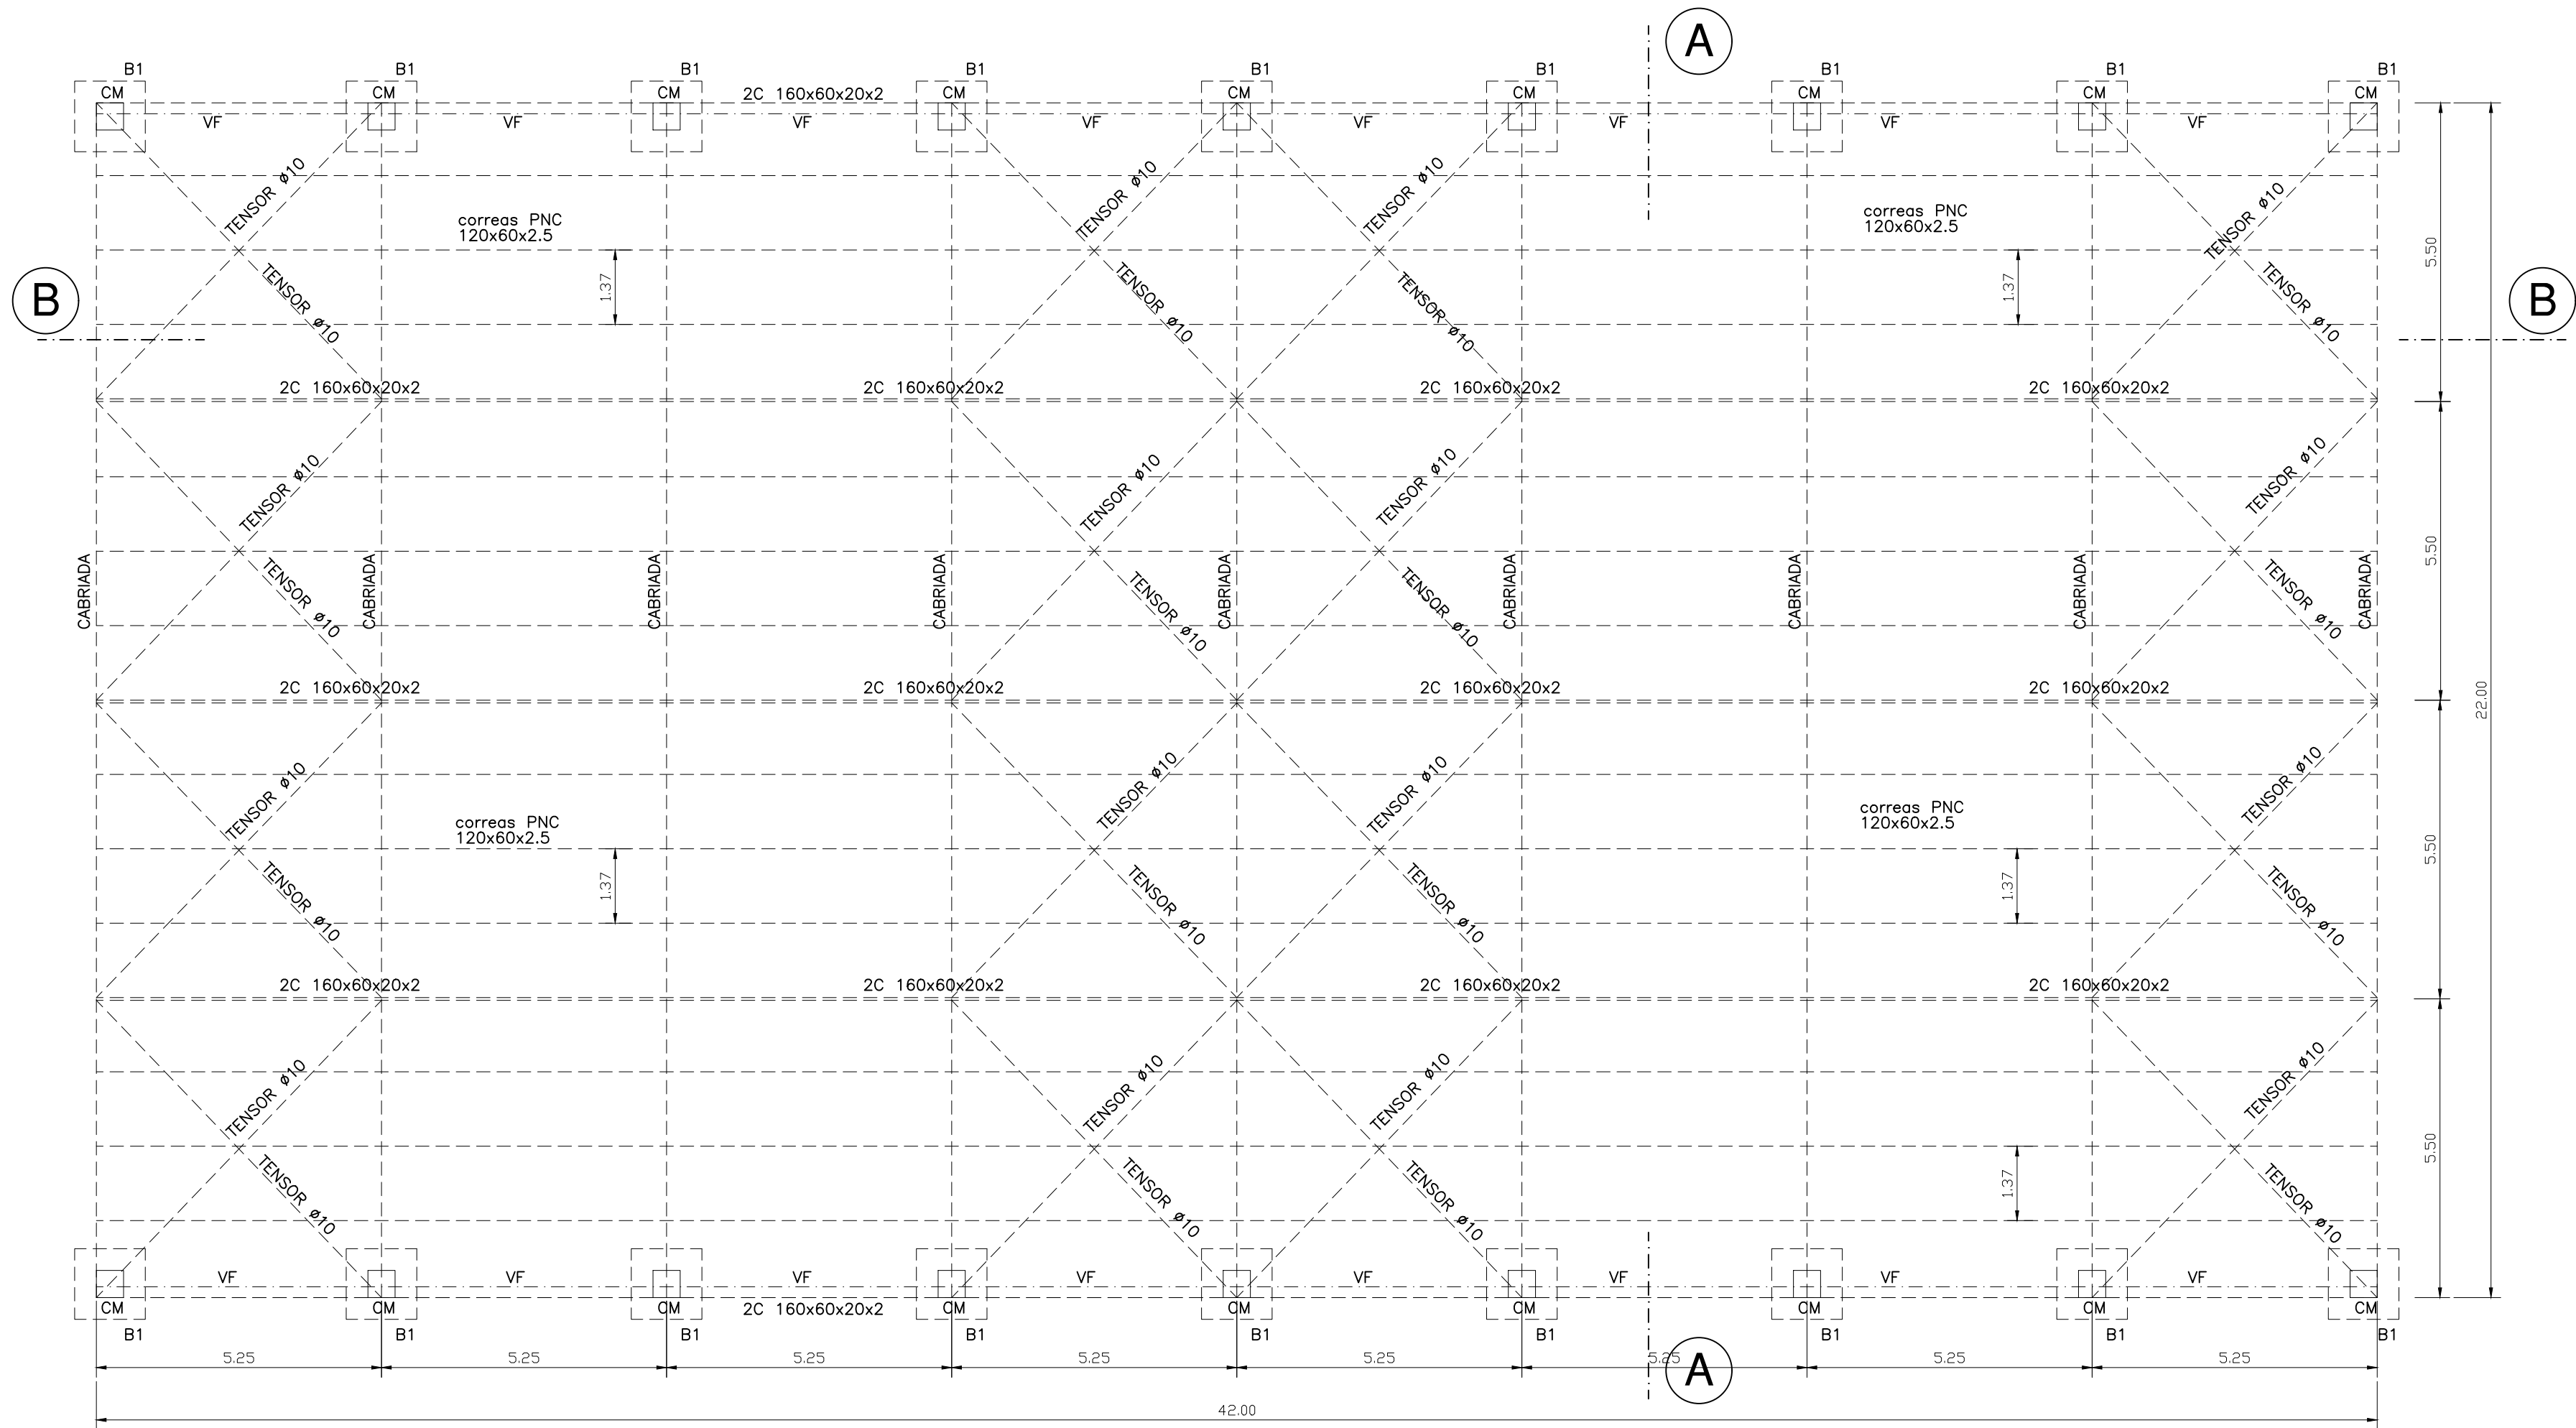 A
B1 B1 B1 B1 B1 B1 B1 B1 B1
CM CM CM 2C 160x60x20x2 CM CM CM CM CM CM
VF VF VF VF VF VF VF VF
TENSOR ø10 TENSOR ø10 TENSOR ø10 TENSOR ø10
correas PNC
120x60x2.5
correas PNC
120x60x2.5
5.50
B
TENSOR ø10
1.37
TENSOR ø10 TENSOR ø10
1.37
TENSOR ø10
B
2C 160x60x20x2 2C 160x60x20x2 2C 160x60x20x2 2C 160x60x20x2
TENSOR ø10 TENSOR ø10 TENSOR ø10 TENSOR ø10
5.50
CABRIADA
TENSOR ø10
CABRIADA CABRIADA CABRIADA
TENSOR ø10
CABRIADA
TENSOR ø10
CABRIADA CABRIADA CABRIADA
TENSOR ø10
CABRIADA
2C 160x60x20x2 2C 160x60x20x2 2C 160x60x20x2 2C 160x60x20x2
22.00
TENSOR ø10 TENSOR ø10 TENSOR ø10 TENSOR ø10
correas PNC
120x60x2.5
correas PNC
120x60x2.5
5.50
TENSOR ø10
1.37
TENSOR ø10 TENSOR ø10
1.37
TENSOR ø10
2C 160x60x20x2 2C 160x60x20x2 2C 160x60x20x2 2C 160x60x20x2
TENSOR ø10 TENSOR ø10 TENSOR ø10 TENSOR ø10
5.50
TENSOR ø10 TENSOR ø10 TENSOR ø10
1.37
TENSOR ø10
VF VF VF VF VF VF VF VF
CM CM CM 2C 160x60x20x2 CM CM CM CM CM CM
B1 B1 B1 B1 B1 B1 B1 B1 B1
5.25 5.25 5.25 5.25 5.25 5.25 5.25 5.25
A
42.00